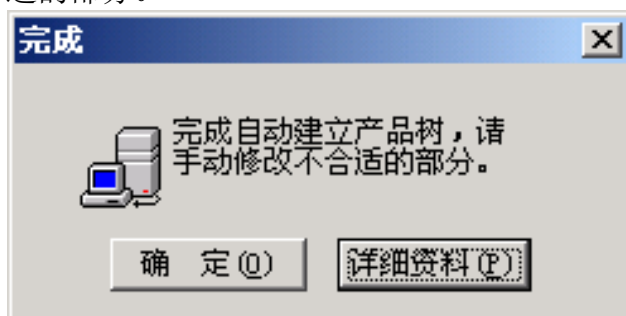 完成
完成自动建立产品树，请
手动修改不合适的部分。
确 定(O) 详细资料(P)